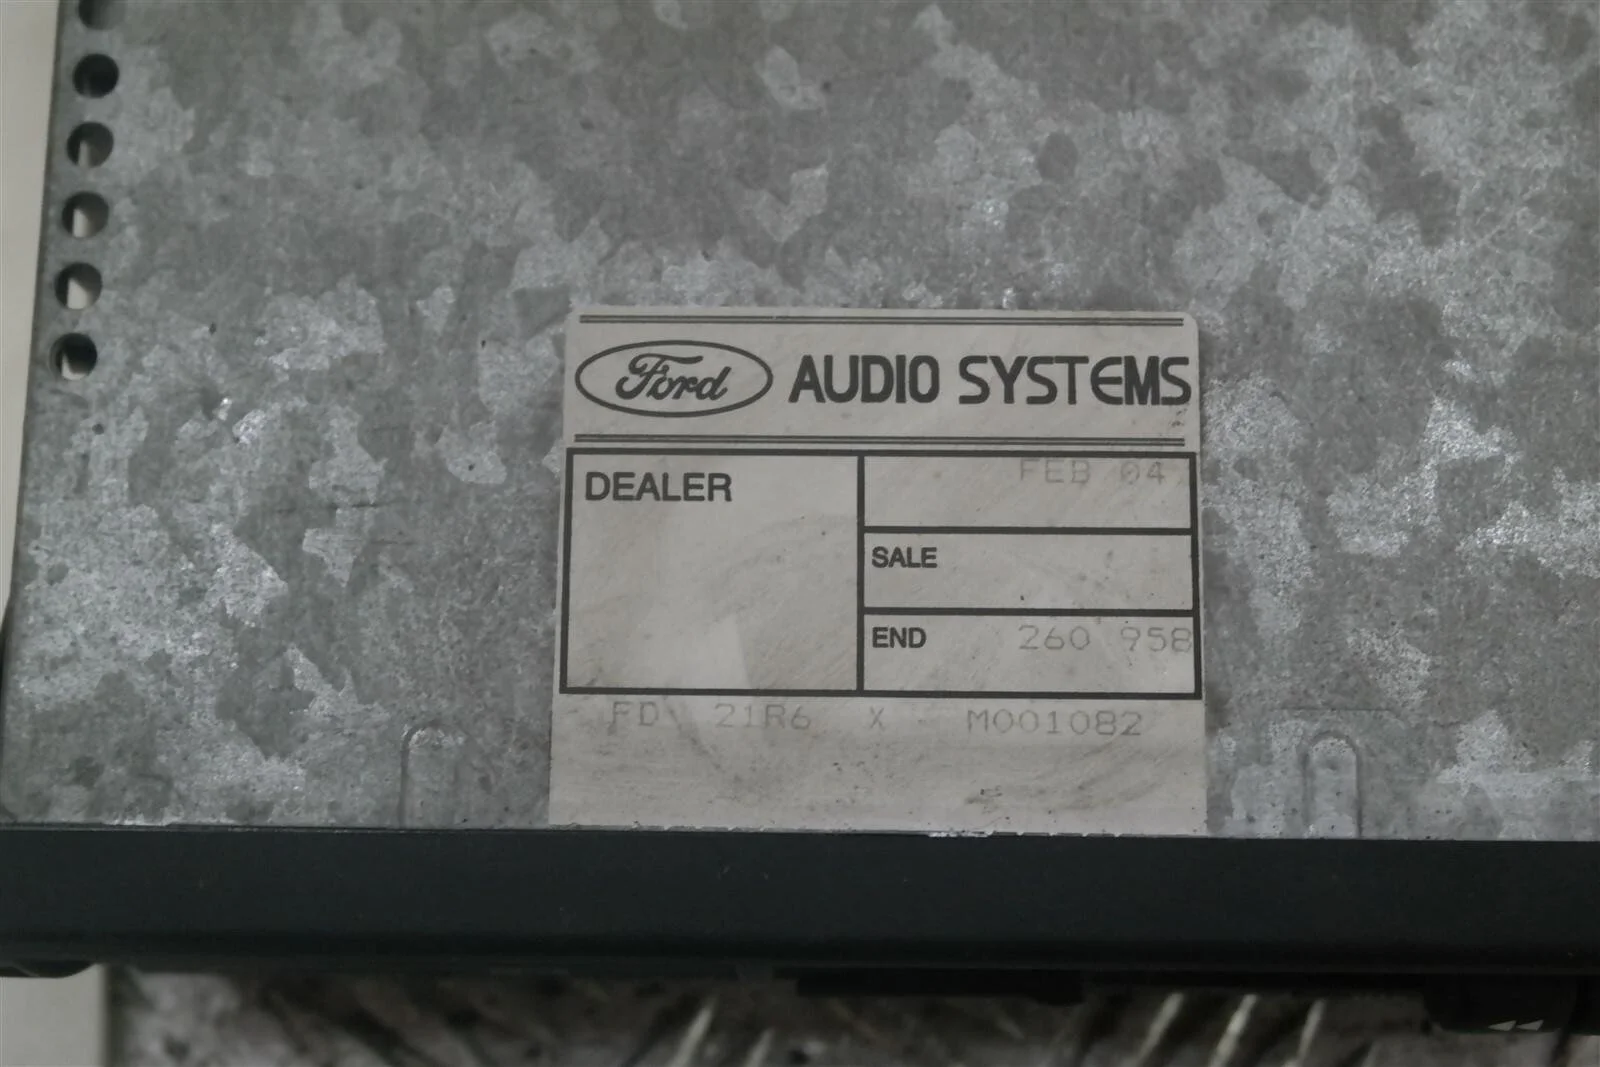 Ford AUDIO SYSTEMS
DEALER
FEB 04
SALE
END 260 958
FD 21R6 X M001082